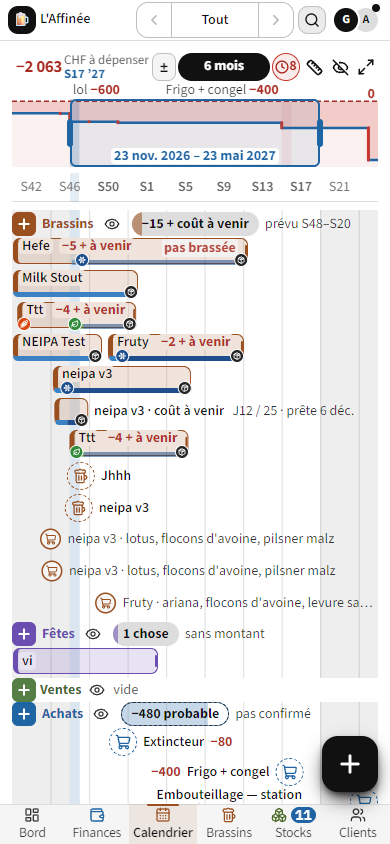 L'Affinée
Tout
G
A
−2 063
CHF à dépenser
S17 ’27
±
6 mois
8
lol −600
Frigo + congel −400
0
23 nov. 2026 – 23 mai 2027
S42 S46 S50 S1 S5 S9 S13 S17 S21
Brassins
−15 + coût à venir
prévu S48–S20
Hefe −5 + à venir
pas brassée
Milk Stout
Ttt −4 + à venir
NEIPA Test
Fruty −2 + à venir
neipa v3
neipa v3 · coût à venir J12 / 25 · prête 6 déc.
Ttt −4 + à venir
Jhhh
neipa v3
neipa v3 · lotus, flocons d'avoine, pilsner malz
neipa v3 · lotus, flocons d'avoine, pilsner malz
Fruty · ariana, flocons d'avoine, levure sa…
Fêtes
1 chose
sans montant
vi
Ventes
vide
Achats
−480 probable
pas confirmé
Extincteur −80
−400 Frigo + congel
Embouteillage — station
Bord
Finances
Calendrier
Brassins
Stocks
11
Clients